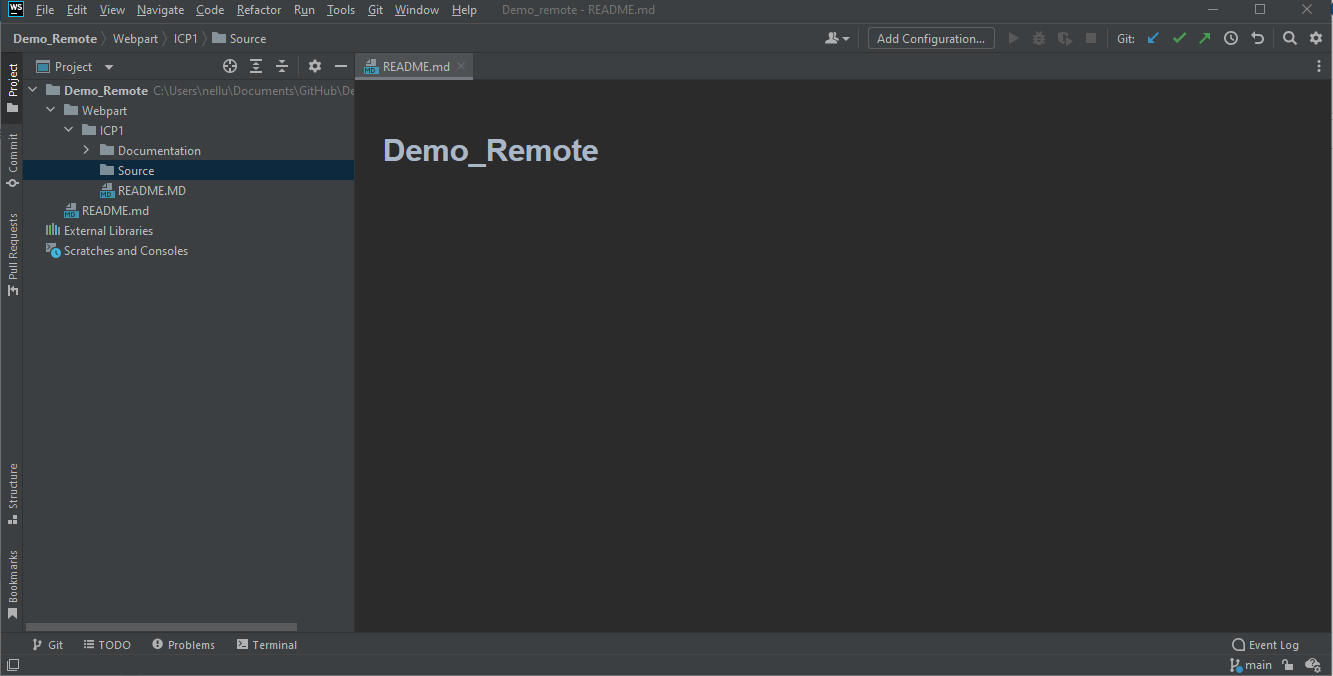 WS File Edit View Navigate Code Refactor Run Tools Git Window Help Demo_remote - README.md
Demo_Remote Webpart ICP1 Source Add Configuration... Git:
Project README.md
Project
Commit
Pull Requests
Structure
Bookmarks
Demo_Remote C:\Users\nellu\Documents\GitHub\De
Webpart
ICP1
Documentation
Source
MD README.MD
MD README.md
External Libraries
Scratches and Consoles
Demo_Remote
Git TODO Problems Terminal Event Log
main